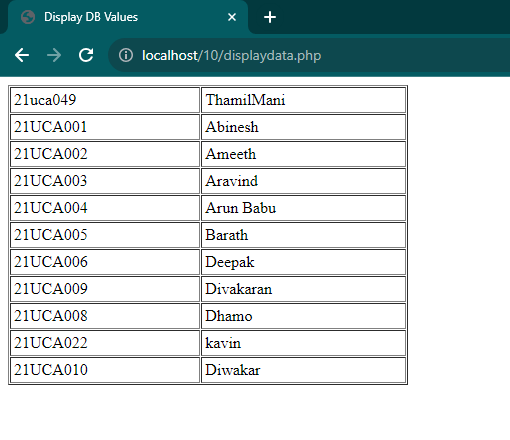 Display DB Values
localhost/10/displaydata.php
21uca049 ThamilMani
21UCA001 Abinesh
21UCA002 Ameeth
21UCA003 Aravind
21UCA004 Arun Babu
21UCA005 Barath
21UCA006 Deepak
21UCA009 Divakaran
21UCA008 Dhamo
21UCA022 kavin
21UCA010 Diwakar